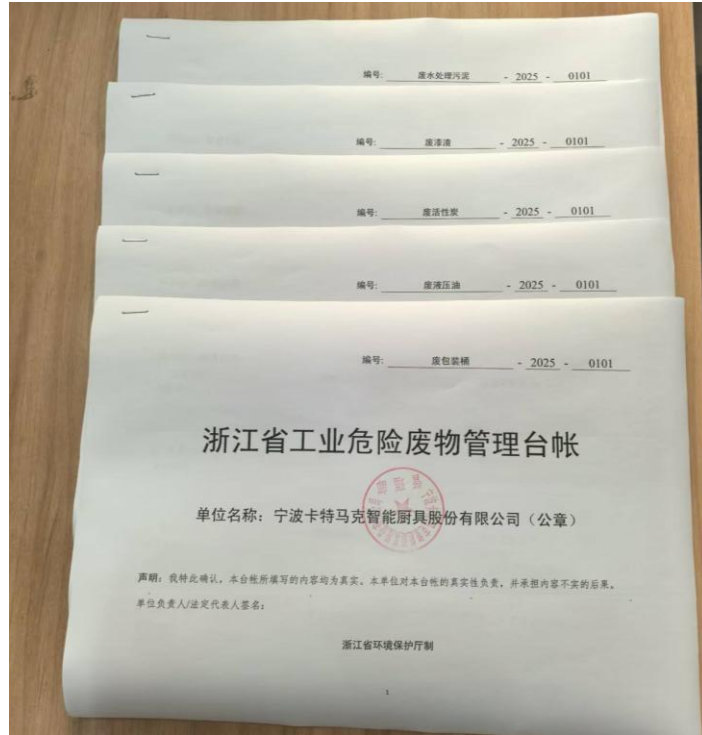 编号: 废水处理污泥 - 2025 - 0101
编号: 废漆渣 - 2025 - 0101
编号: 废活性炭 - 2025 - 0101
编号: 废液压油 - 2025 - 0101
编号: 废包装桶 - 2025 - 0101
浙江省工业危险废物管理台帐
单位名称：宁波卡特马克智能厨具股份有限公司（公章）
声明：我特此确认，本台帐所填写的内容均为真实。本单位对本台帐的真实性负责，并承担内容不实的后果。
单位负责人/法定代表人签名：
浙江省环境保护厅制
1